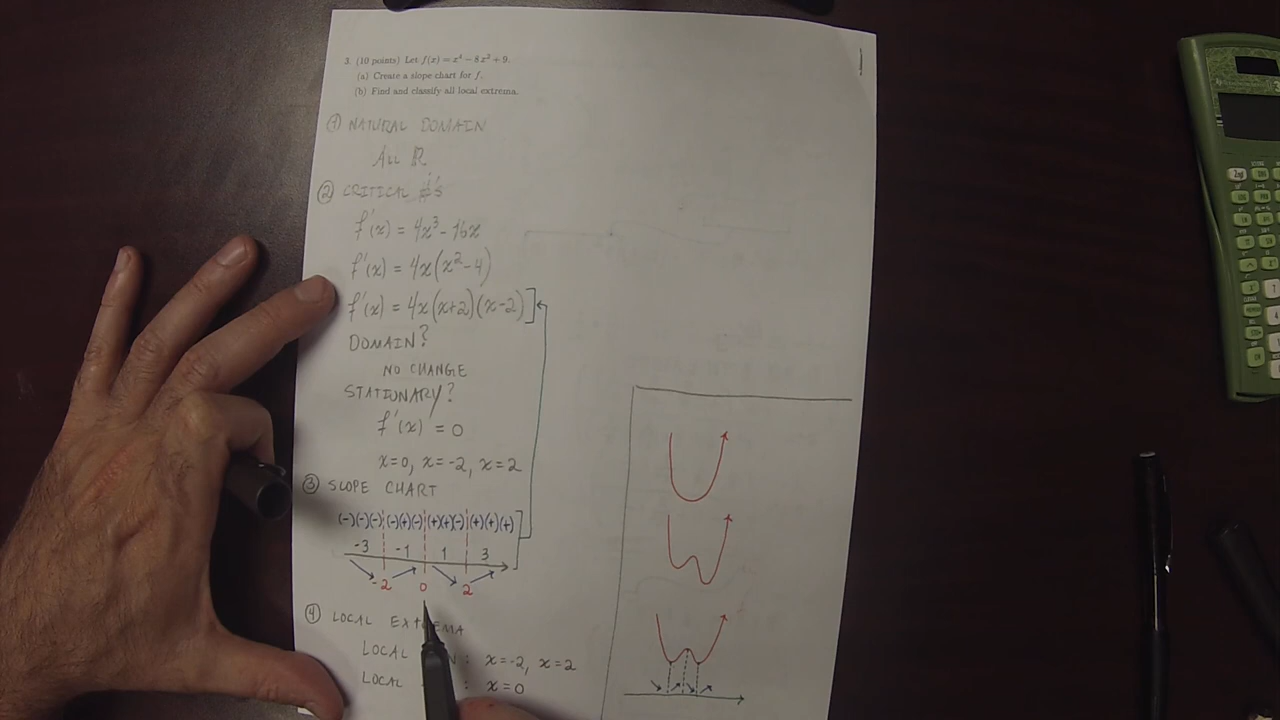 3. (10 points) Let f(x) = x⁴ − 8x² + 9.
(a) Create a slope chart for f.
(b) Find and classify all local extrema.
1
① NATURAL DOMAIN
ALL ℝ
② CRITICAL #'S
f'(x) = 4x³ - 16x
f'(x) = 4x(x²-4)
f'(x) = 4x(x+2)(x-2)
DOMAIN?
NO CHANGE
STATIONARY?
f'(x) = 0
x=0, x=-2, x=2
③ SLOPE CHART
(-)(-)(-) (-)(+)(-) (+)(+)(-) (+)(+)(+)
-3 -1 1 3
-2 0 2
④ LOCAL EXTREMA
LOCAL N: x=-2, x=2
LOCAL : x=0